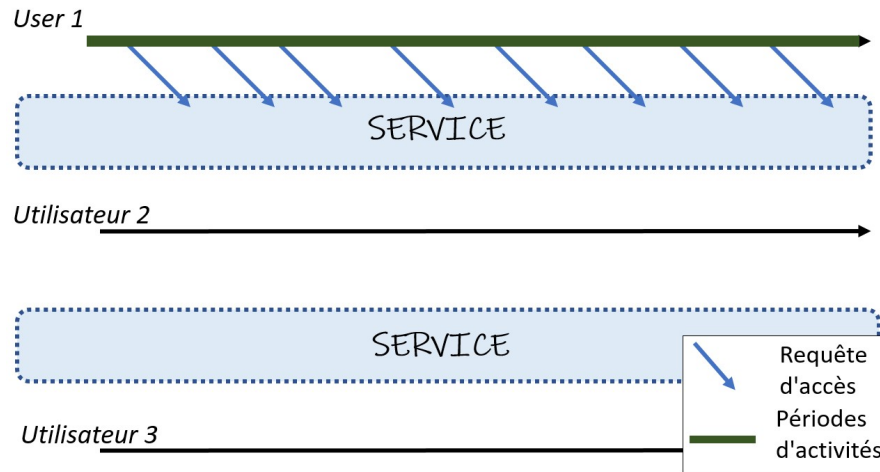 User 1
SERVICE
Utilisateur 2
SERVICE
Requête
d'accès
Périodes
d'activités
Utilisateur 3